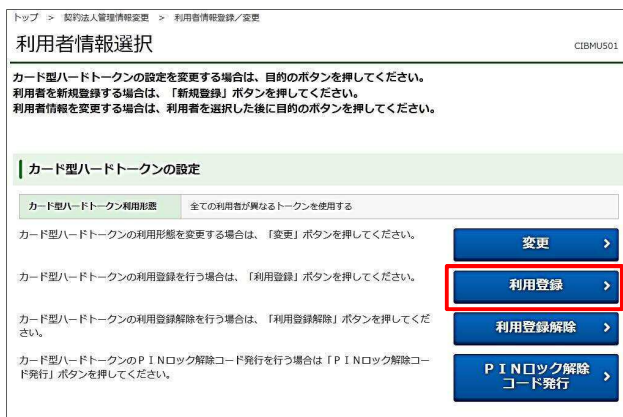 トップ > 契約法人管理情報変更 > 利用者情報登録/変更
利用者情報選択
CIBMU501
カード型ハードトークンの設定を変更する場合は、目的のボタンを押してください。
利用者を新規登録する場合は、「新規登録」ボタンを押してください。
利用者情報を変更する場合は、利用者を選択した後に目的のボタンを押してください。
カード型ハードトークンの設定
カード型ハードトークン利用形態 全ての利用者が異なるトークンを使用する
カード型ハードトークンの利用形態を変更する場合は、「変更」ボタンを押してください。
変更
カード型ハードトークンの利用登録を行う場合は、「利用登録」ボタンを押してください。
利用登録
カード型ハードトークンの利用登録解除を行う場合は、「利用登録解除」ボタンを押してくだ
さい。
利用登録解除
カード型ハードトークンのPINロック解除コード発行を行う場合は「PINロック解除コー
ド発行」ボタンを押してください。
PINロック解除
コード発行